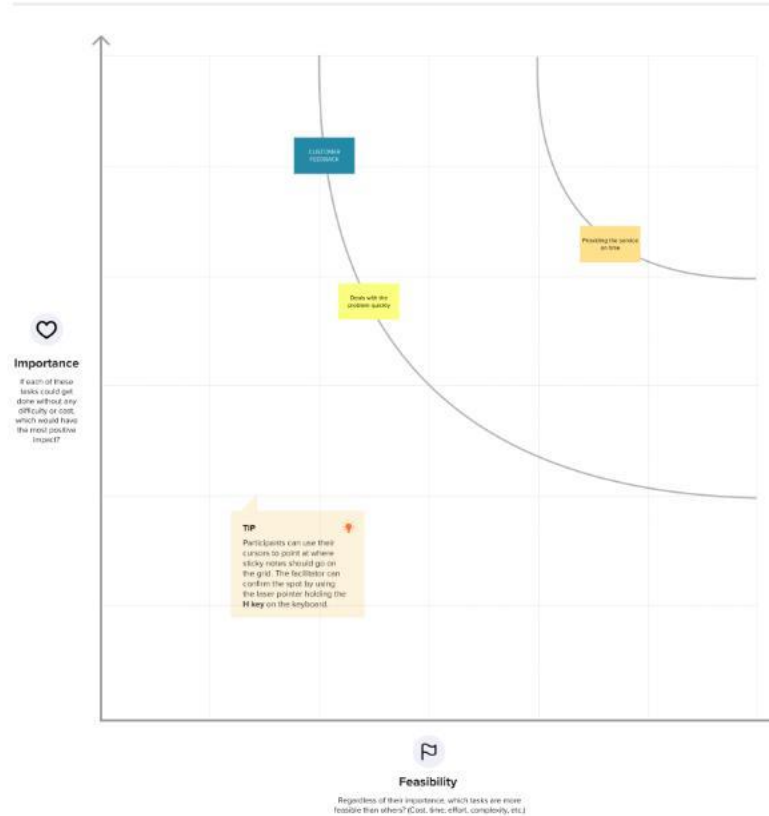 CUSTOMER
FEEDBACK
Providing the service
on time
Deals with the
problem quickly
Importance
If each of these
tasks could get
done without any
difficulty or cost,
which would have
the most positive
impact?
TIP
Participants can use their
cursors to point at where
sticky notes should go on
the grid. The facilitator can
confirm the spot by using
the laser pointer holding the
H key on the keyboard.
Feasibility
Regardless of their importance, which tasks are more
feasible than others? (Cost, time, effort, complexity, etc.)